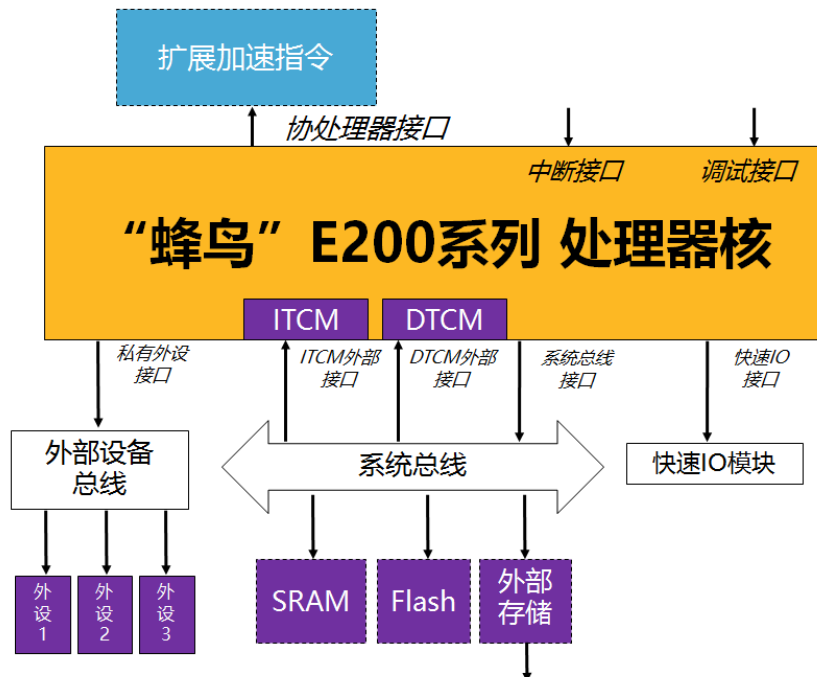 扩展加速指令
协处理器接口
中断接口
调试接口
“蜂鸟”E200系列 处理器核
ITCM
DTCM
私有外设
接口
ITCM外部
接口
DTCM外部
接口
系统总线
接口
快速IO
接口
外部设备
总线
系统总线
快速IO模块
外
设
1
外
设
2
外
设
3
SRAM
Flash
外部
存储